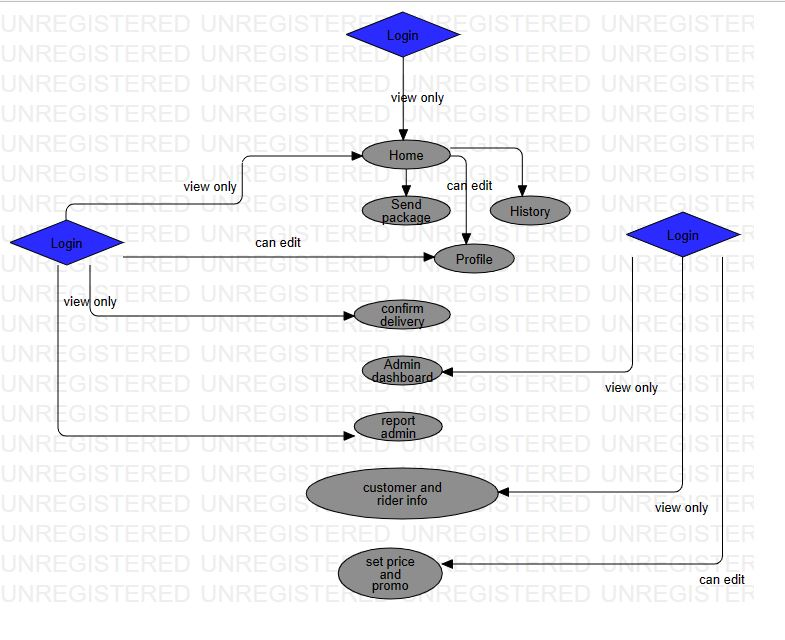 Login
view only
Home
view only
can edit
Send
package
History
Login
Login
can edit
Profile
view only
confirm
delivery
Admin
dashboard
view only
report
admin
customer and
rider info
view only
set price
and
promo
can edit
UNREGISTERED UNREGISTERED UNREGISTERED UNREGISTER